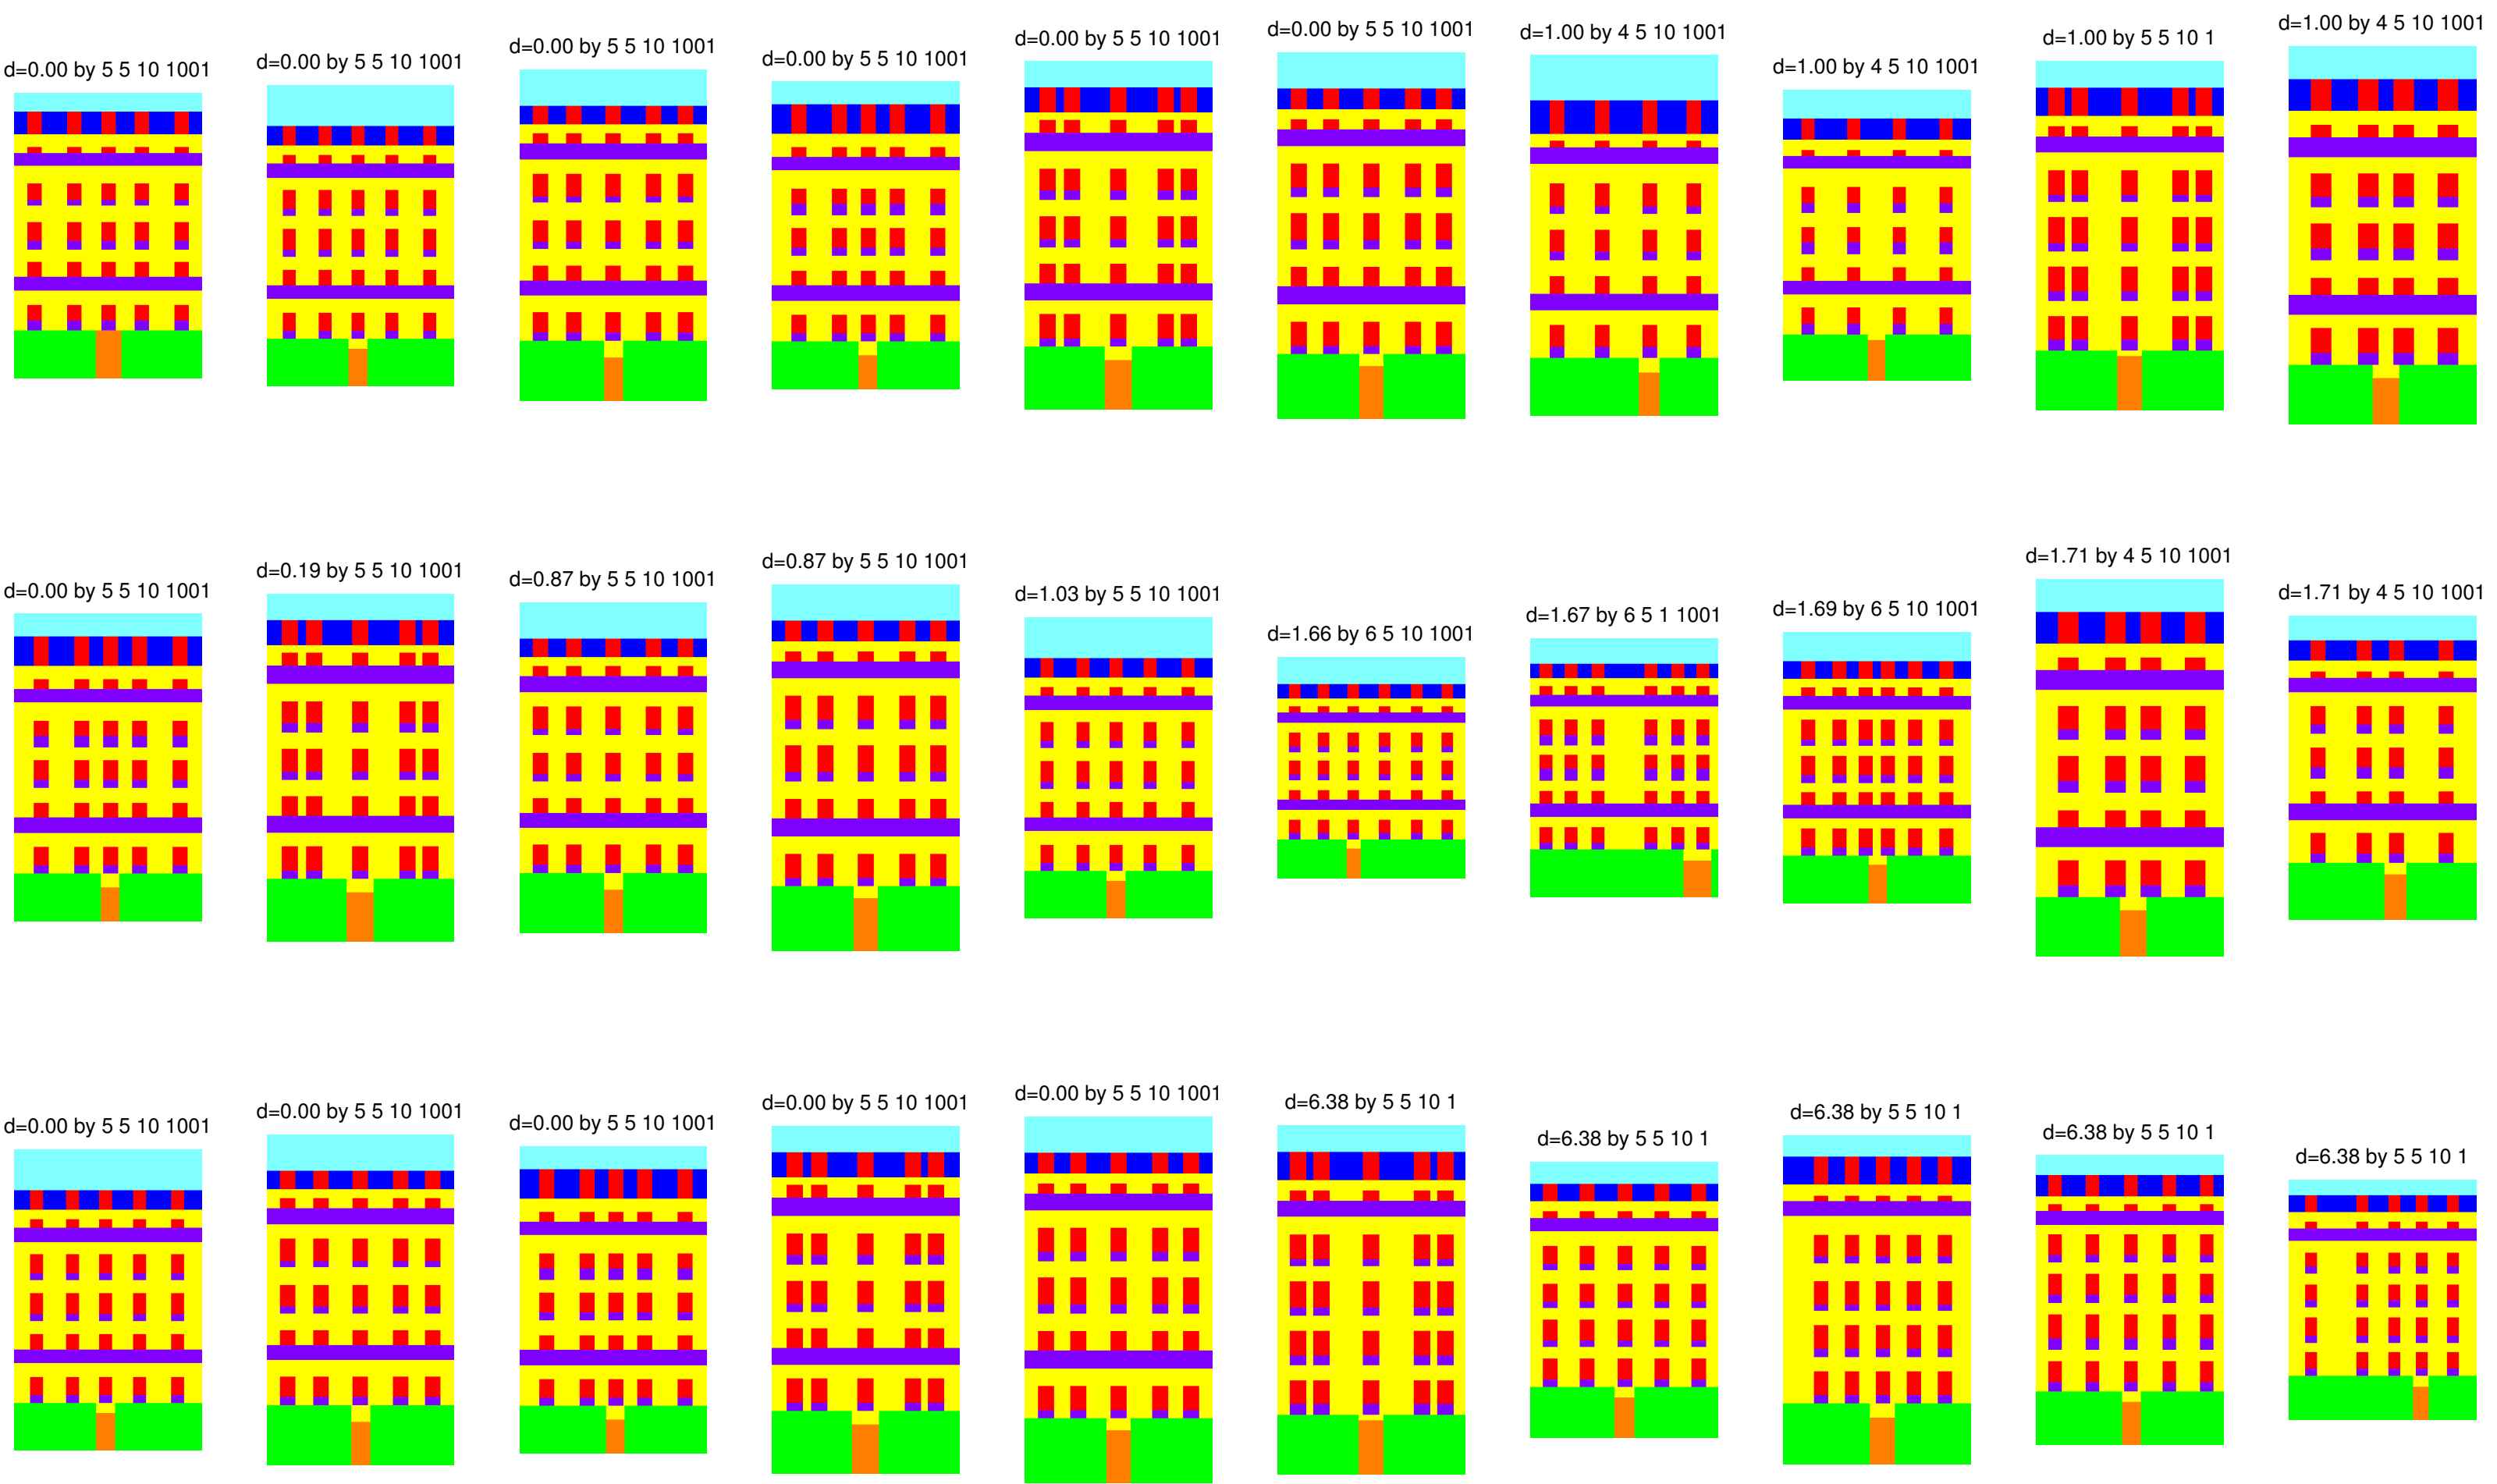 d=0.00 by 5 5 10 1001
d=0.00 by 5 5 10 1001
d=0.00 by 5 5 10 1001
d=0.00 by 5 5 10 1001
d=0.00 by 5 5 10 1001
d=0.00 by 5 5 10 1001
d=1.00 by 4 5 10 1001
d=1.00 by 4 5 10 1001
d=1.00 by 5 5 10 1
d=1.00 by 4 5 10 1001
d=0.00 by 5 5 10 1001
d=0.19 by 5 5 10 1001
d=0.87 by 5 5 10 1001
d=0.87 by 5 5 10 1001
d=1.03 by 5 5 10 1001
d=1.66 by 6 5 10 1001
d=1.67 by 6 5 1 1001
d=1.69 by 6 5 10 1001
d=1.71 by 4 5 10 1001
d=1.71 by 4 5 10 1001
d=0.00 by 5 5 10 1001
d=0.00 by 5 5 10 1001
d=0.00 by 5 5 10 1001
d=0.00 by 5 5 10 1001
d=0.00 by 5 5 10 1001
d=6.38 by 5 5 10 1
d=6.38 by 5 5 10 1
d=6.38 by 5 5 10 1
d=6.38 by 5 5 10 1
d=6.38 by 5 5 10 1